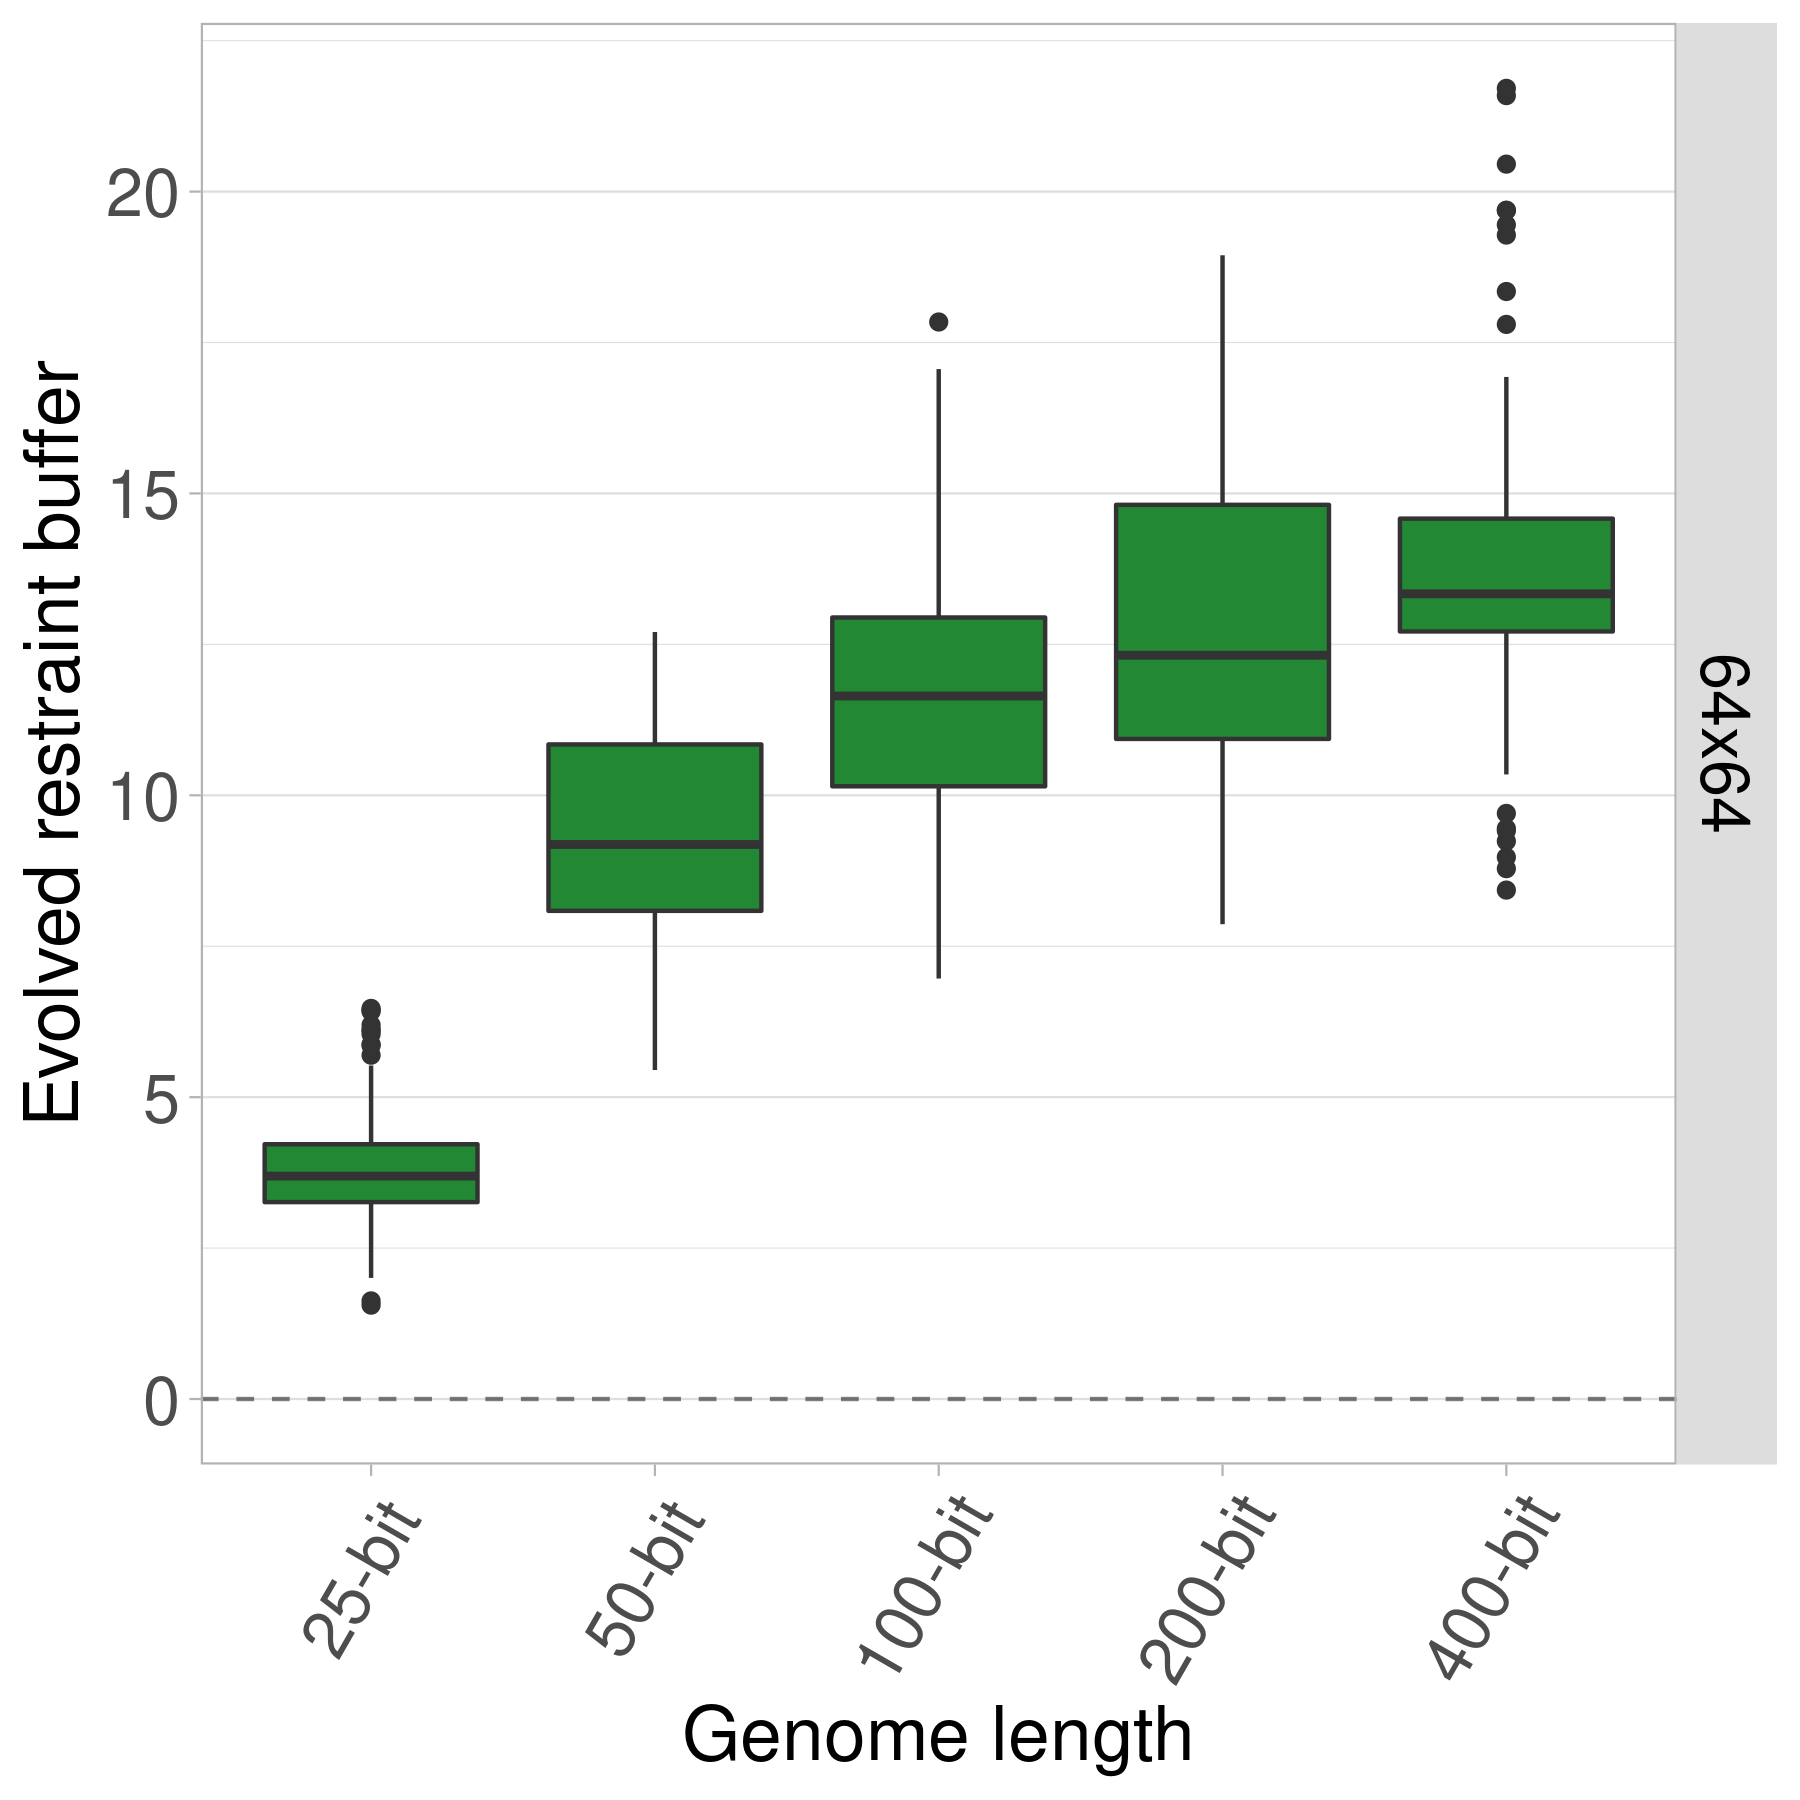 Evolved restraint buffer
20
15
10
5
0
64x64
25-bit
50-bit
100-bit
200-bit
400-bit
Genome length